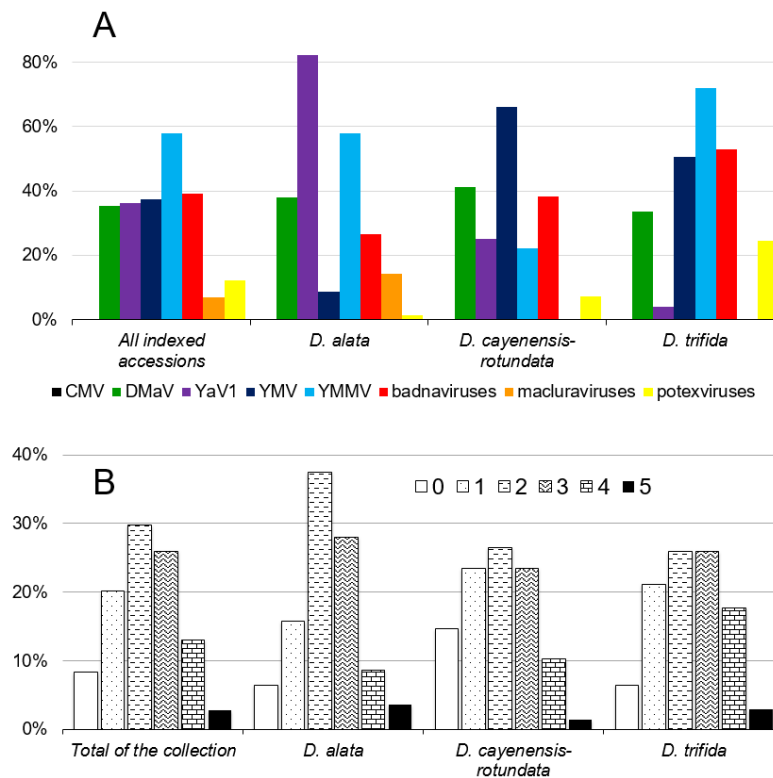 A
80%
60%
40%
20%
0%
All indexed
accessions
D. alata
D. cayenensis-
rotundata
D. trifida
CMV DMaV YaV1 YMV YMMV badnaviruses macluraviruses potexviruses
B
40%
30%
20%
10%
0%
0 1 2 3 4 5
Total of the collection
D. alata
D. cayenensis-
rotundata
D. trifida